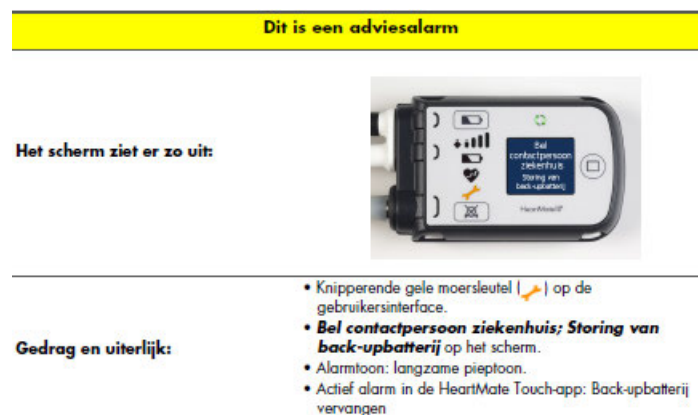 Dit is een adviesalarm
Het scherm ziet er zo uit:
Bel
contactpersoon
ziekenhuis
Storing van
back-upbatterij
HeartMate 3
Gedrag en uiterlijk:
• Knipperende gele moersleutel ( ) op de
gebruikersinterface.
• Bel contactpersoon ziekenhuis; Storing van
back-upbatterij op het scherm.
• Alarmtoon: langzame pieptoon.
• Actief alarm in de HeartMate Touch-app: Back-upbatterij
vervangen